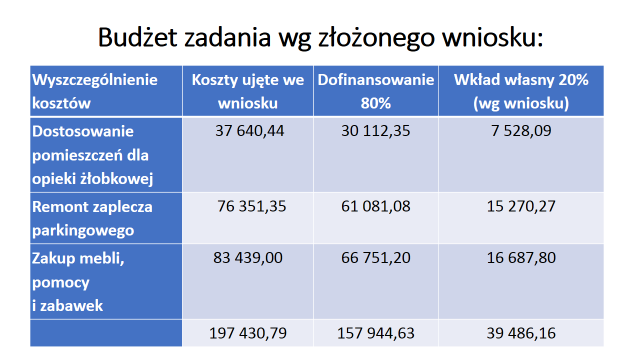 Budżet zadania wg złożonego wniosku:
Wyszczególnienie kosztów Koszty ujęte we wniosku Dofinansowanie 80% Wkład własny 20% (wg wniosku)
Dostosowanie pomieszczeń dla opieki żłobkowej 37 640,44 30 112,35 7 528,09
Remont zaplecza parkingowego 76 351,35 61 081,08 15 270,27
Zakup mebli, pomocy i zabawek 83 439,00 66 751,20 16 687,80
197 430,79 157 944,63 39 486,16